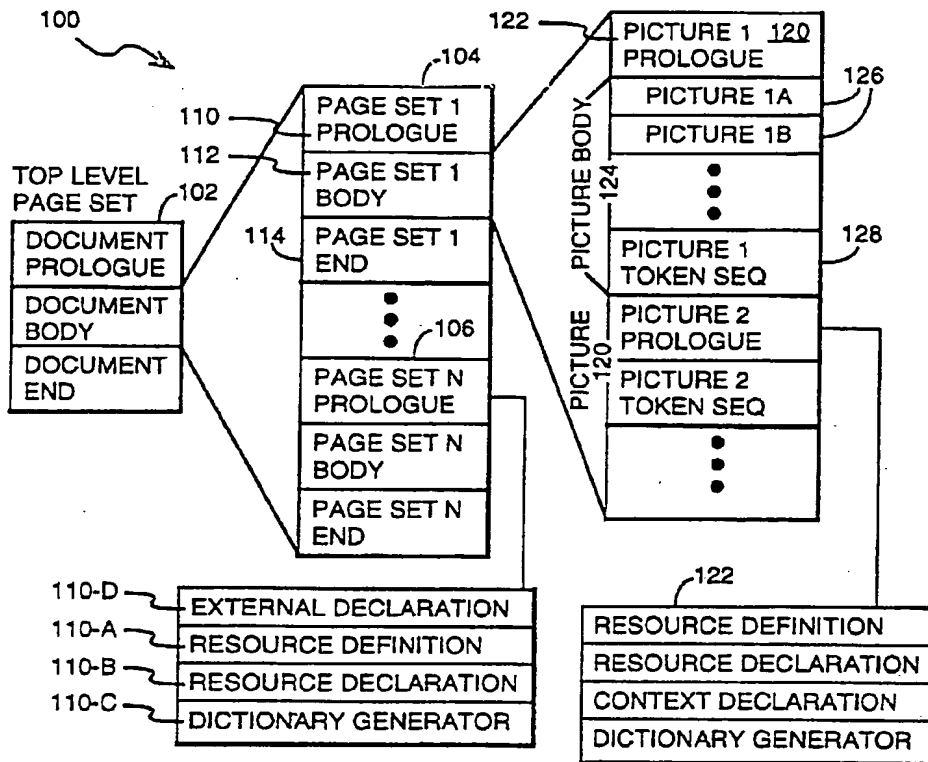 100
TOP LEVEL
PAGE SET
102
DOCUMENT
PROLOGUE
DOCUMENT
BODY
DOCUMENT
END
104
110
112
114
PAGE SET 1
PROLOGUE
PAGE SET 1
BODY
PAGE SET 1
END
106
PAGE SET N
PROLOGUE
PAGE SET N
BODY
PAGE SET N
END
122
PICTURE 1 120
PROLOGUE
PICTURE 1A
PICTURE 1B
126
PICTURE BODY
124
PICTURE 1
TOKEN SEQ
128
PICTURE
120
PICTURE 2
PROLOGUE
PICTURE 2
TOKEN SEQ
110-D
EXTERNAL DECLARATION
110-A
RESOURCE DEFINITION
110-B
RESOURCE DECLARATION
110-C
DICTIONARY GENERATOR
122
RESOURCE DEFINITION
RESOURCE DECLARATION
CONTEXT DECLARATION
DICTIONARY GENERATOR